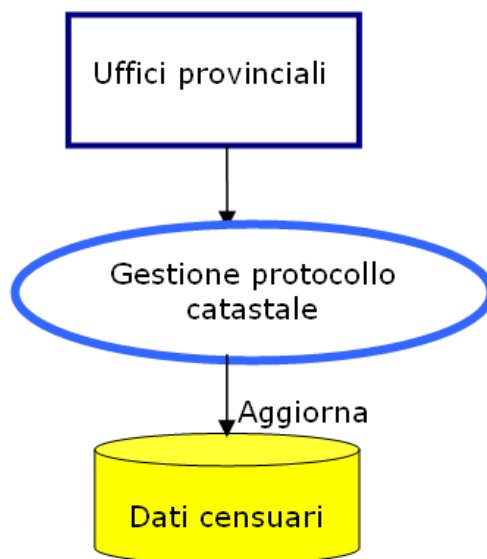 Uffici provinciali
Gestione protocollo
catastale
Aggiorna
Dati censuari